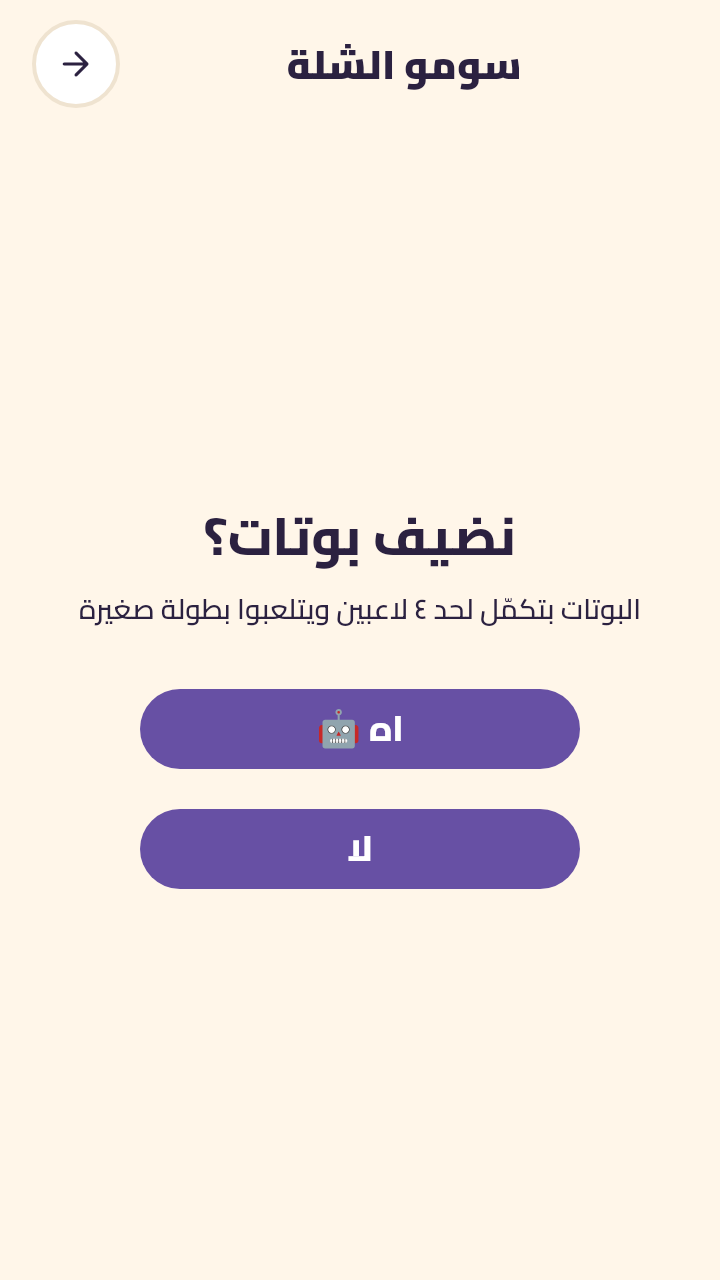 سومو الشلة
نضيف بوتات؟
البوتات بتكمّل لحد ٤ لاعبين ويتلعبوا بطولة صغيرة
اه 🤖
لا